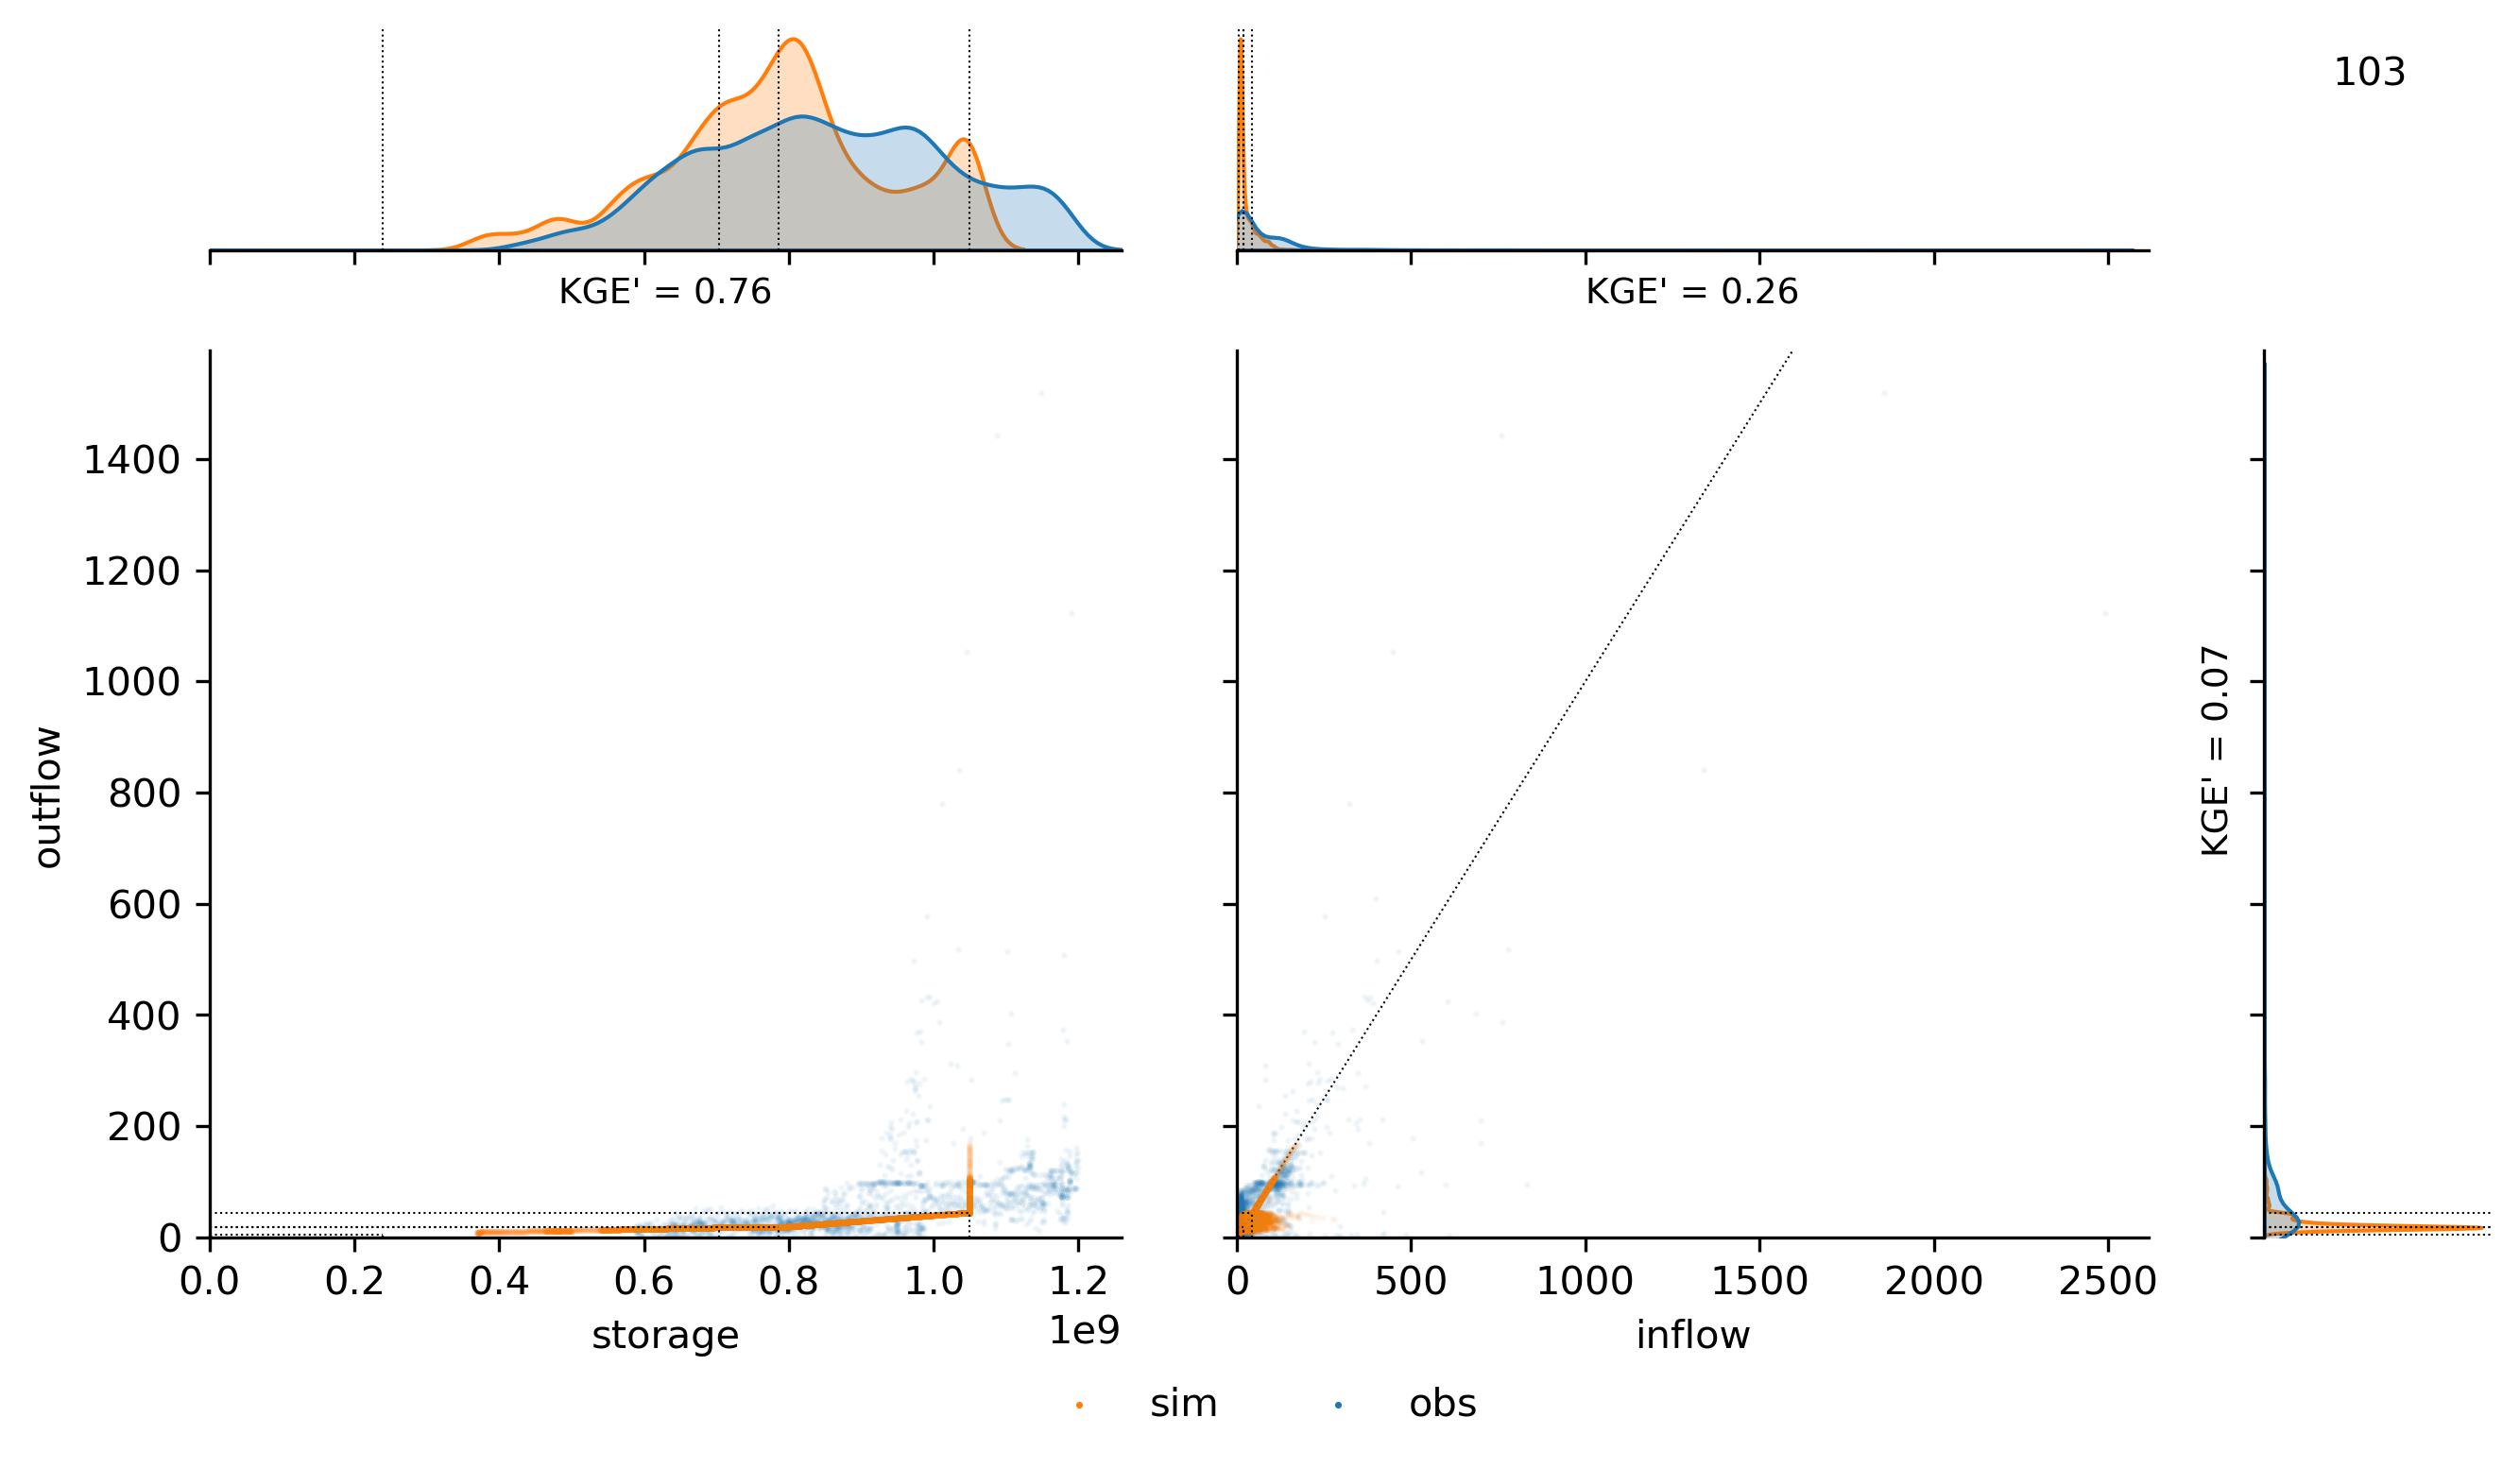 103
KGE' = 0.76
KGE' = 0.26
1400
1200
1000
800
600
400
200
0
outflow
KGE' = 0.07
0.0 0.2 0.4 0.6 0.8 1.0 1.2
0 500 1000 1500 2000 2500
storage
1e9
inflow
sim
obs